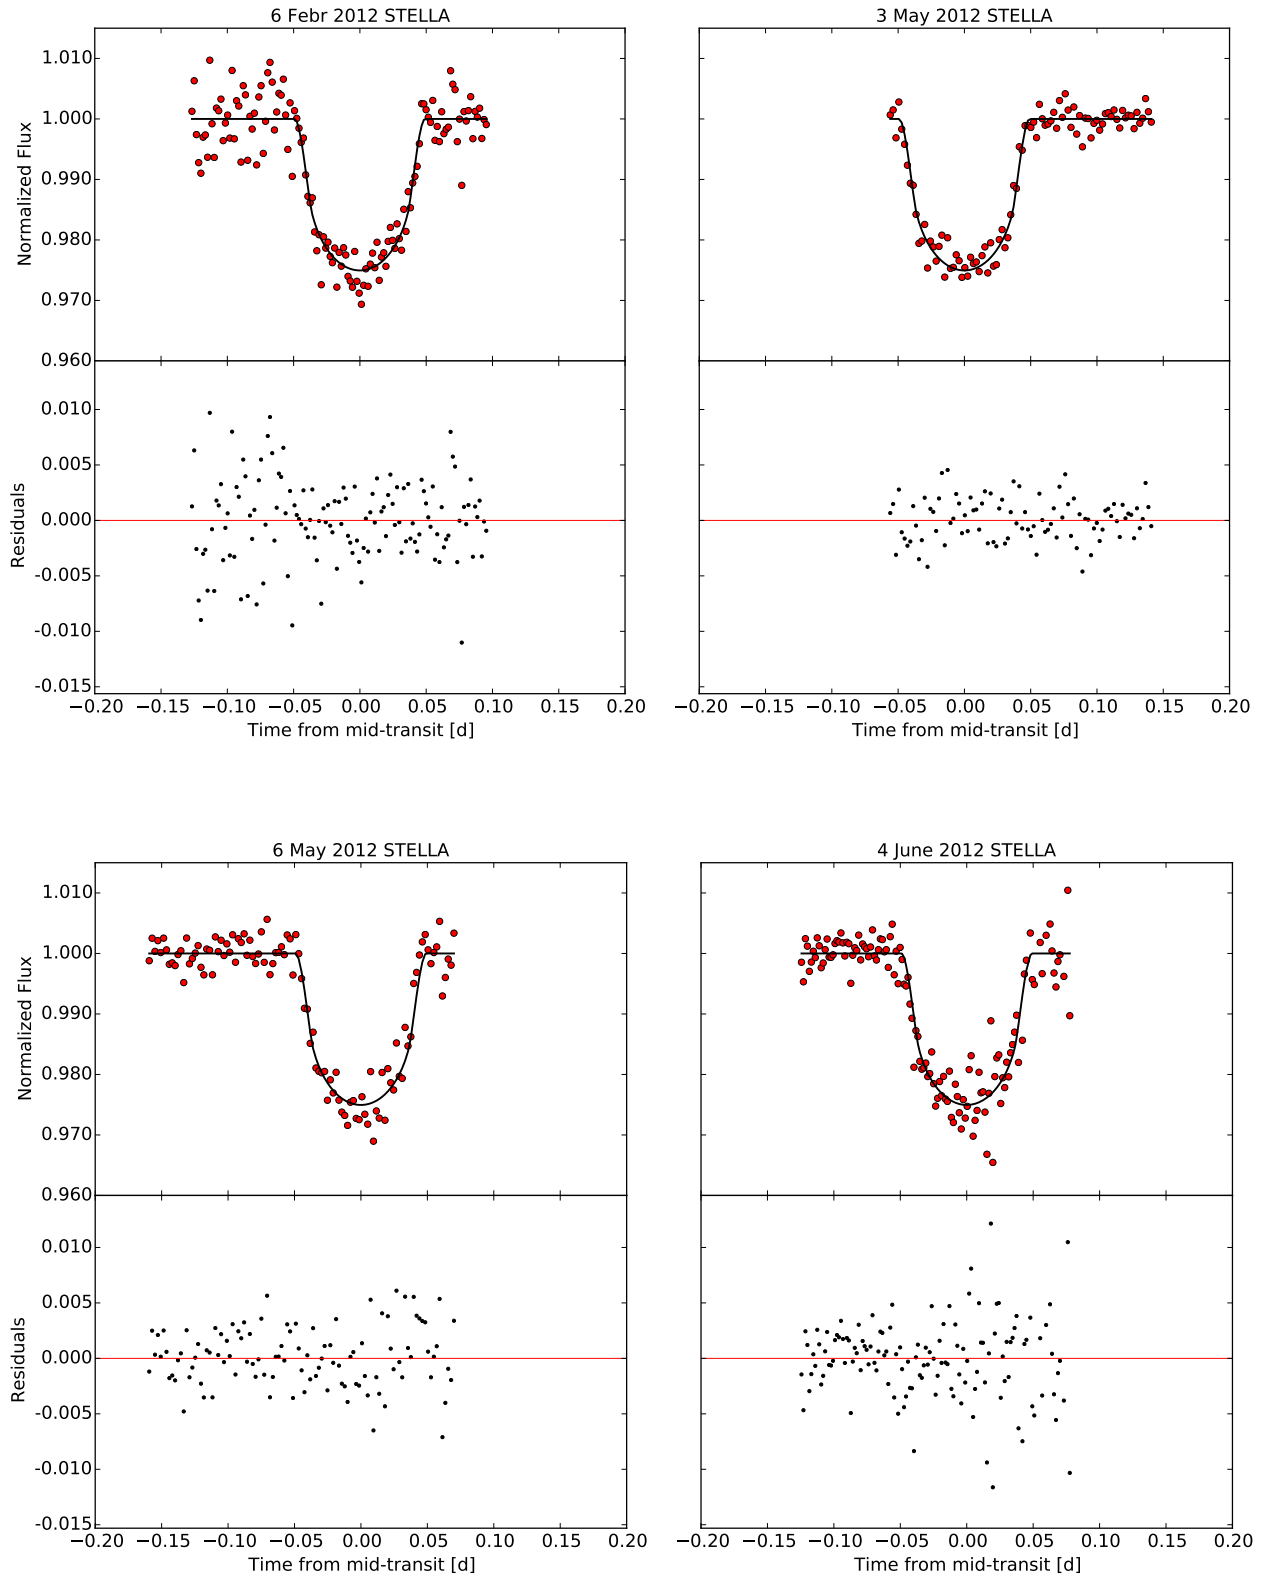 6 Febr 2012 STELLA
1.010
1.000
0.990
0.980
0.970
0.960
Normalized Flux
0.010
0.005
0.000
-0.005
-0.010
-0.015
Residuals
−0.20 −0.15 −0.10 −0.05 0.00 0.05 0.10 0.15 0.20
Time from mid-transit [d]
3 May 2012 STELLA
−0.20 −0.15 −0.10 −0.05 0.00 0.05 0.10 0.15 0.20
Time from mid-transit [d]
6 May 2012 STELLA
1.010
1.000
0.990
0.980
0.970
0.960
Normalized Flux
0.010
0.005
0.000
-0.005
-0.010
-0.015
Residuals
−0.20 −0.15 −0.10 −0.05 0.00 0.05 0.10 0.15 0.20
Time from mid-transit [d]
4 June 2012 STELLA
−0.20 −0.15 −0.10 −0.05 0.00 0.05 0.10 0.15 0.20
Time from mid-transit [d]